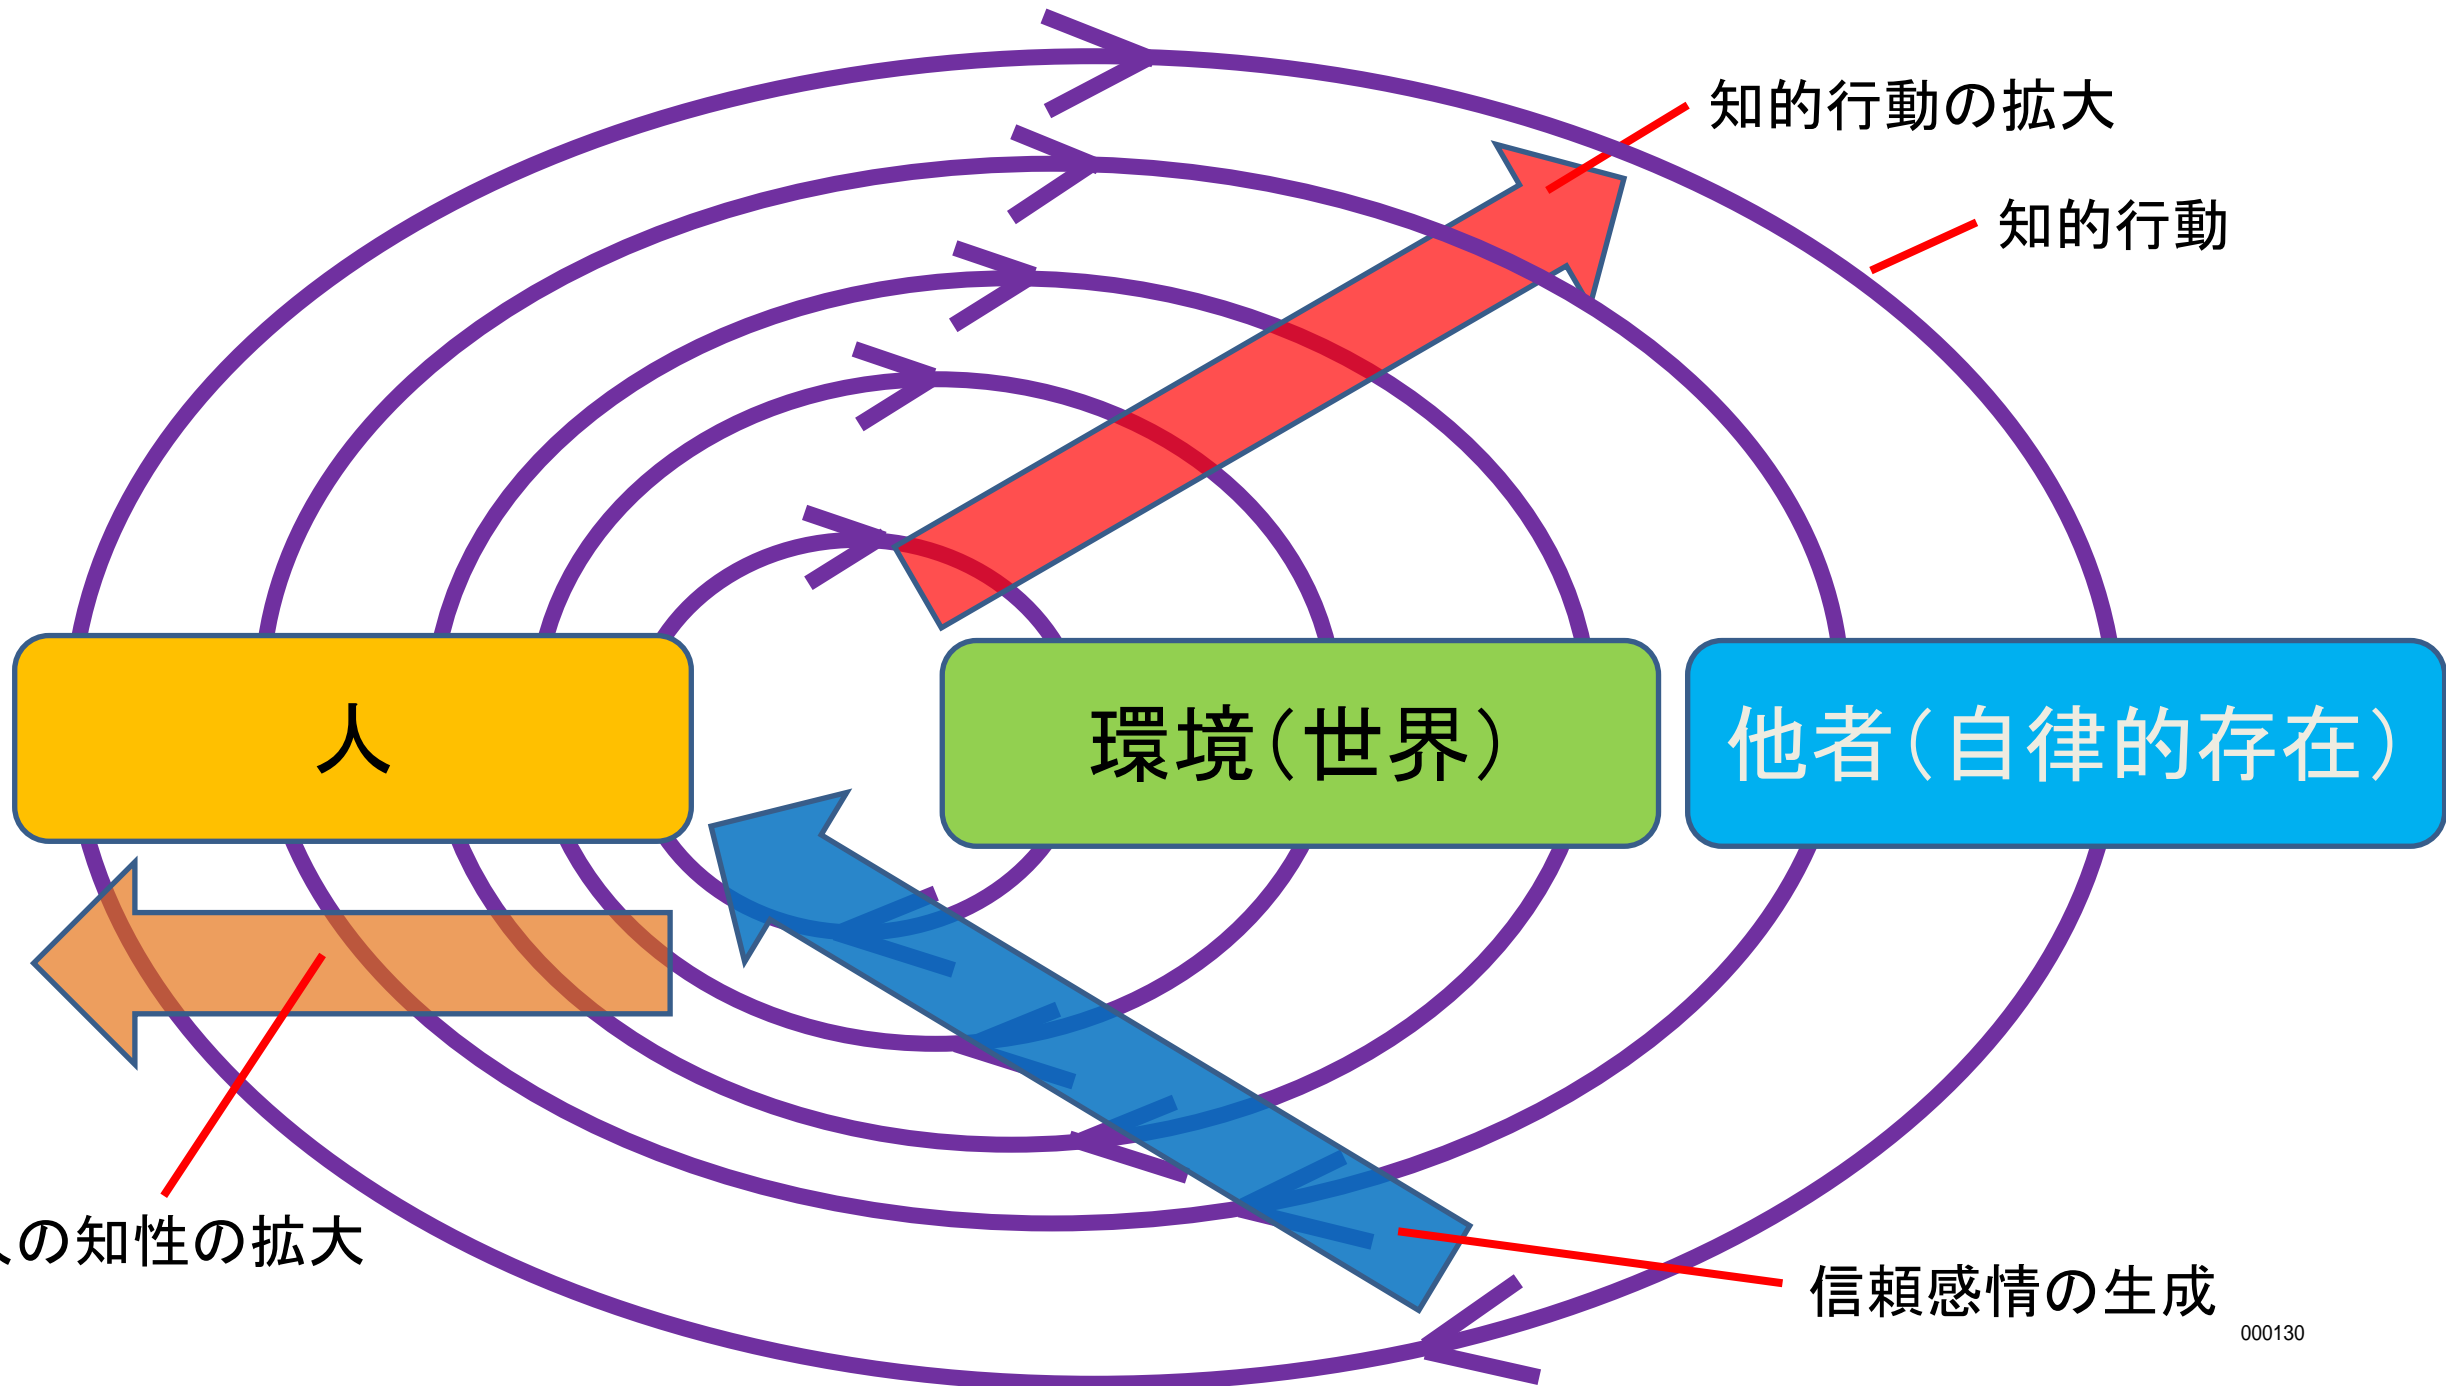 知的行動の拡大
知的行動
人
環境(世界)
他者(自律的存在)
の知性の拡大
信頼感情の生成
000130